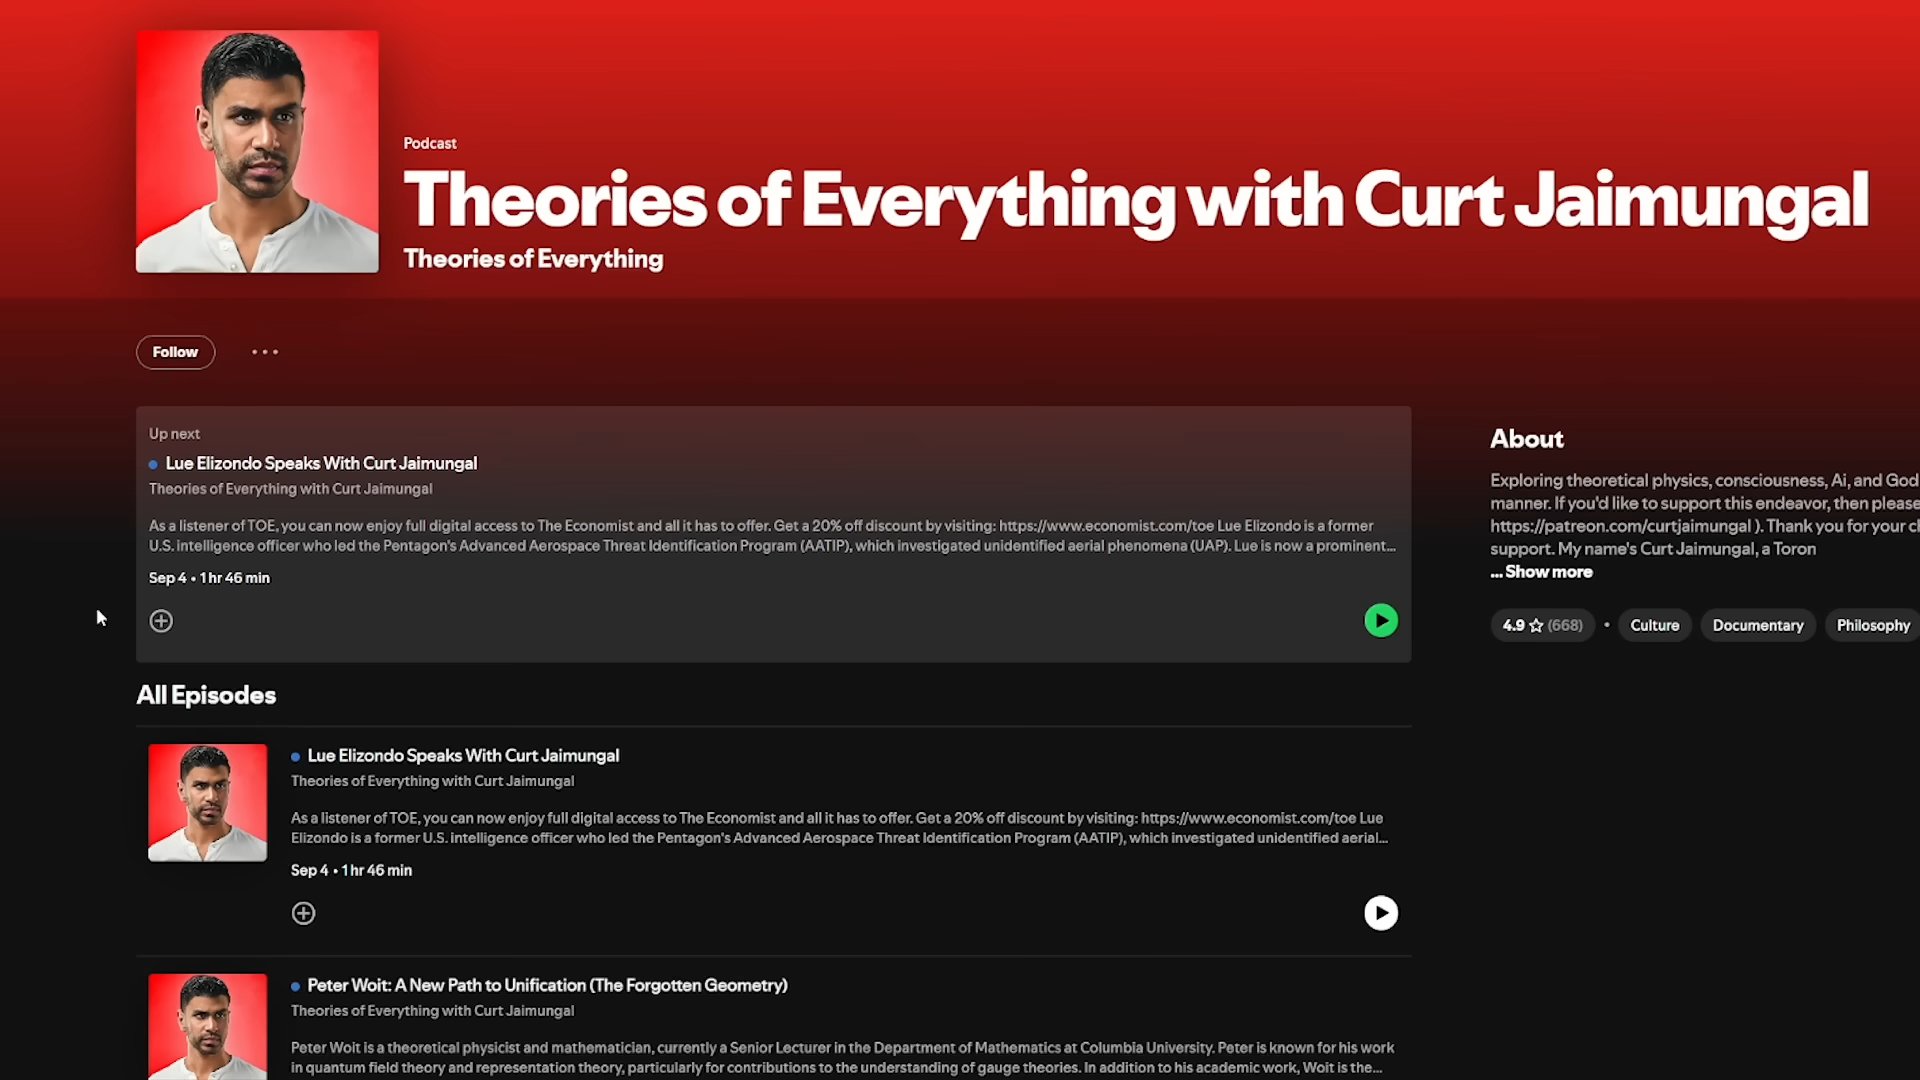 Podcast
Theories of Everything with Curt Jaimungal
Theories of Everything
Follow
Up next
Lue Elizondo Speaks With Curt Jaimungal
Theories of Everything with Curt Jaimungal
As a listener of TOE, you can now enjoy full digital access to The Economist and all it has to offer. Get a 20% off discount by visiting: https://www.economist.com/toe Lue Elizondo is a former
U.S. intelligence officer who led the Pentagon's Advanced Aerospace Threat Identification Program (AATIP), which investigated unidentified aerial phenomena (UAP). Lue is now a prominent...
Sep 4 • 1 hr 46 min
About
Exploring theoretical physics, consciousness, Ai, and God
manner. If you'd like to support this endeavor, then please
https://patreon.com/curtjaimungal ). Thank you for your
support. My name's Curt Jaimungal, a Toron
... Show more
4.9 ☆ (668) • Culture Documentary Philosophy
All Episodes
Lue Elizondo Speaks With Curt Jaimungal
Theories of Everything with Curt Jaimungal
As a listener of TOE, you can now enjoy full digital access to The Economist and all it has to offer. Get a 20% off discount by visiting: https://www.economist.com/toe Lue
Elizondo is a former U.S. intelligence officer who led the Pentagon's Advanced Aerospace Threat Identification Program (AATIP), which investigated unidentified aerial...
Sep 4 • 1 hr 46 min
Peter Woit: A New Path to Unification (The Forgotten Geometry)
Theories of Everything with Curt Jaimungal
Peter Woit is a theoretical physicist and mathematician, currently a Senior Lecturer in the Department of Mathematics at Columbia University. Peter is known for his work
in quantum field theory and representation theory, particularly for contributions to the understanding of gauge theories. In addition to his academic work, Woit is the...